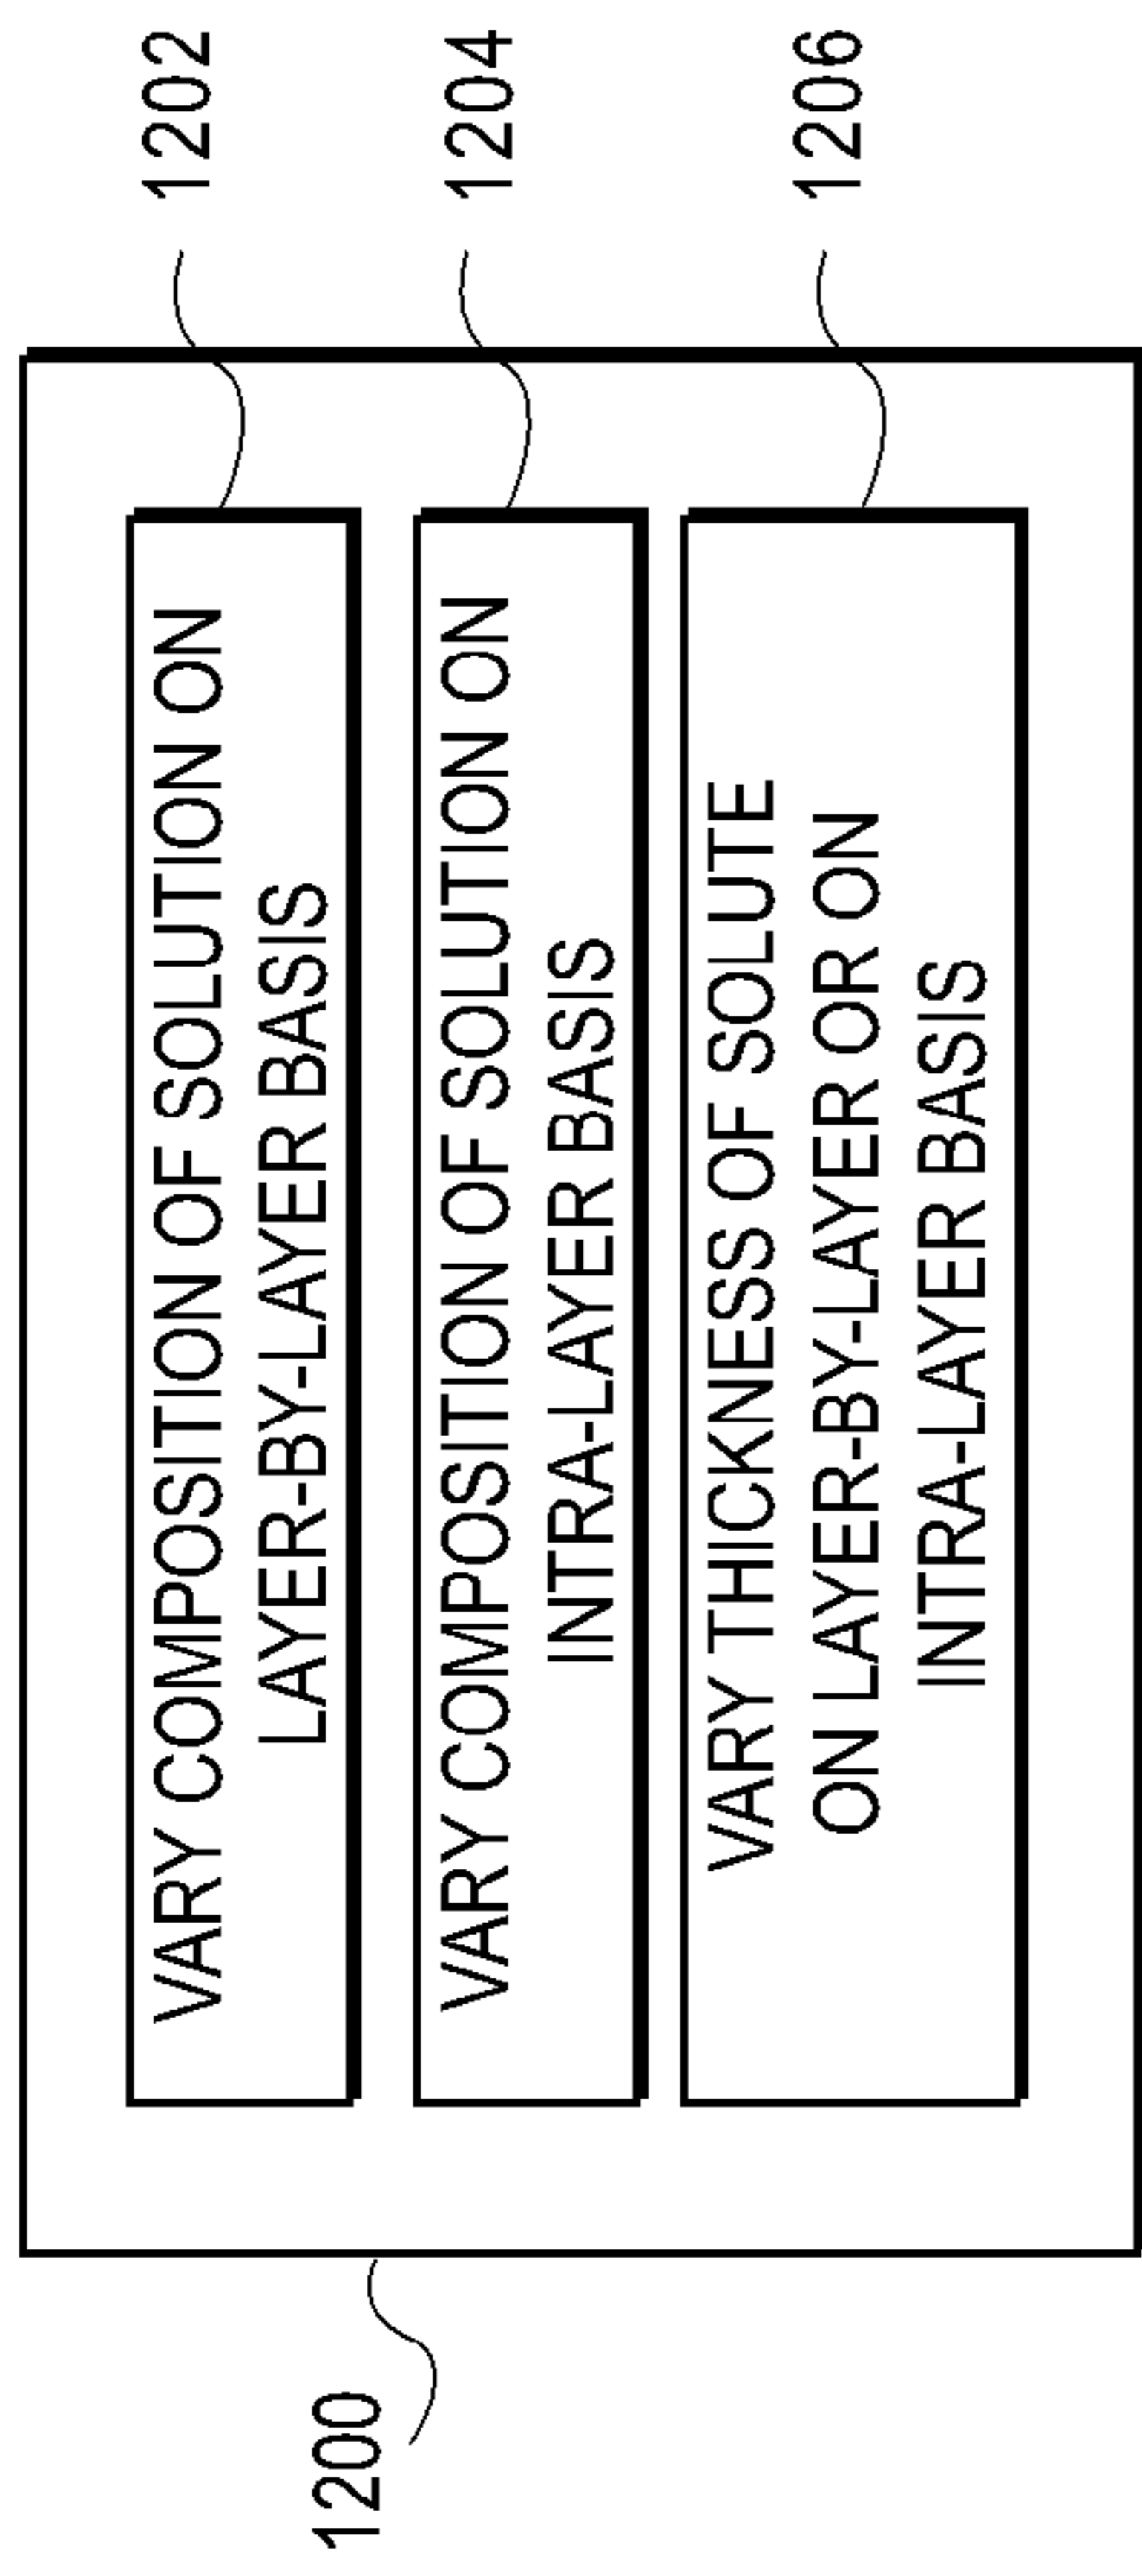 1200
VARY COMPOSITION OF SOLUTION ON
LAYER-BY-LAYER BASIS
1202
VARY COMPOSITION OF SOLUTION ON
INTRA-LAYER BASIS
1204
VARY THICKNESS OF SOLUTE
ON LAYER-BY-LAYER OR ON
INTRA-LAYER BASIS
1206